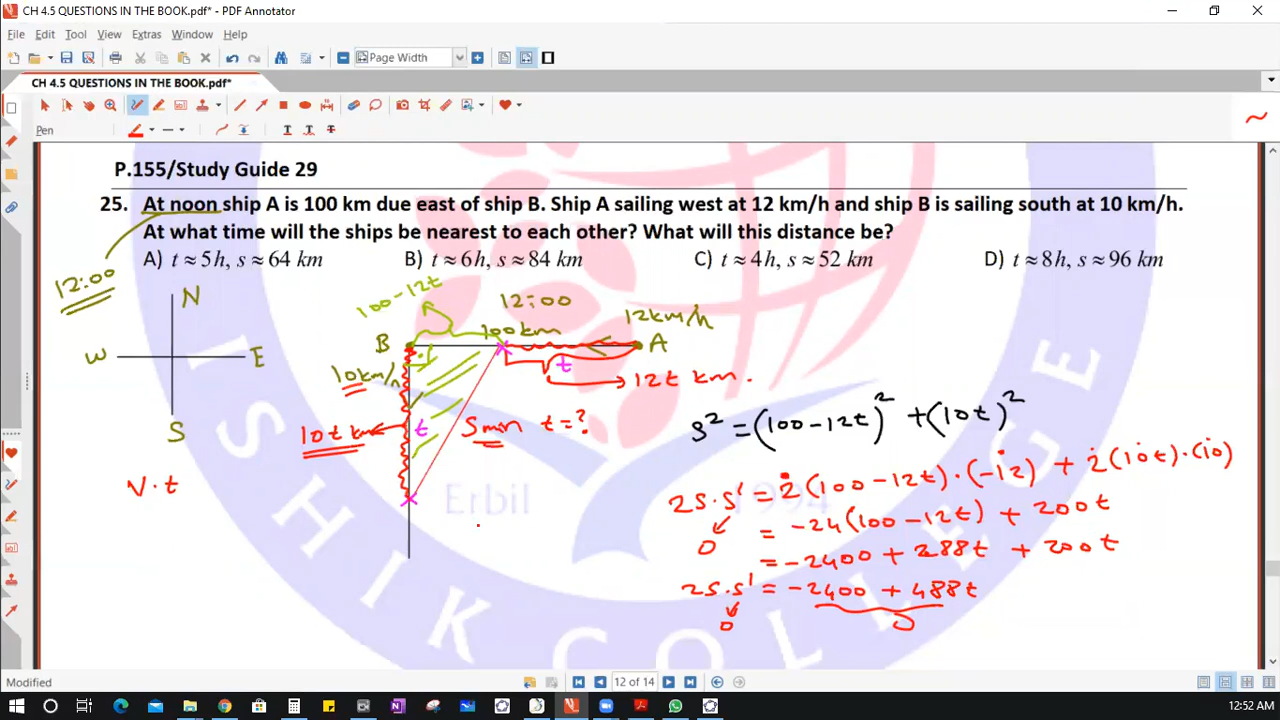 CH 4.5 QUESTIONS IN THE BOOK.pdf* - PDF Annotator
File Edit Tool View Extras Window Help
Page Width
CH 4.5 QUESTIONS IN THE BOOK.pdf*
Pen
P.155/Study Guide 29
25. At noon ship A is 100 km due east of ship B. Ship A sailing west at 12 km/h and ship B is sailing south at 10 km/h.
At what time will the ships be nearest to each other? What will this distance be?
A) t ≈ 5h, s ≈ 64 km B) t ≈ 6h, s ≈ 84 km C) t ≈ 4h, s ≈ 52 km D) t ≈ 8h, s ≈ 96 km
12:00
N
W E
S
V·t
100-12t
12:00
100km
12km/h
B A
10km/h
t
12t km.
10t km
t
Smin t=?
s² = (100-12t)² + (10t)²
2s·s' = 2(100-12t)·(-12) + 2(10t)·(10)
0 = -24(100-12t) + 200t
= -2400 + 288t + 200t
2s·s' = -2400 + 488t
0 0
Erbil 1994
ISHIK COLLEGE
Modified
12 of 14
12:52 AM